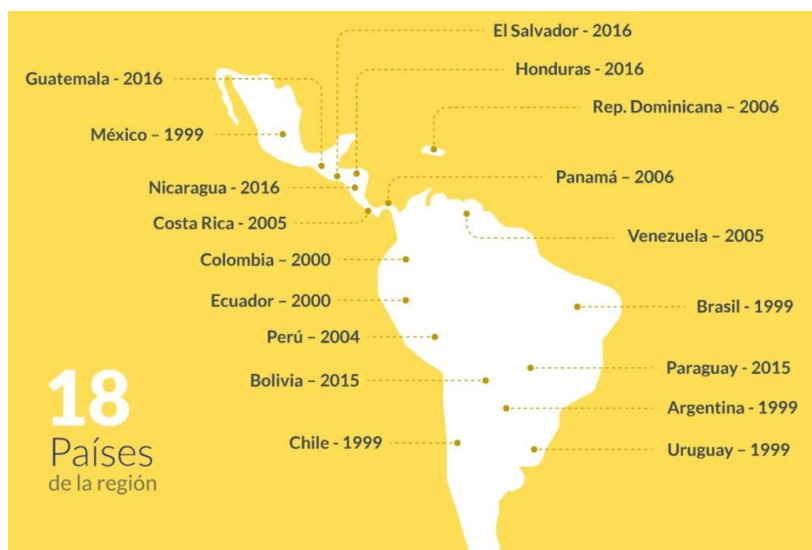 El Salvador - 2016
Guatemala - 2016
Honduras - 2016
Rep. Dominicana – 2006
México – 1999
Nicaragua - 2016
Panamá – 2006
Costa Rica - 2005
Venezuela – 2005
Colombia – 2000
Ecuador – 2000
Brasil - 1999
Perú – 2004
Paraguay - 2015
Bolivia – 2015
Argentina - 1999
Chile - 1999
Uruguay – 1999
18
Países
de la región